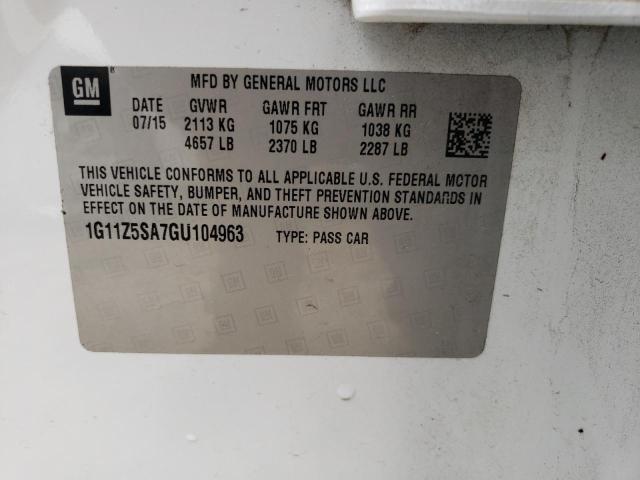 GM ®
MFD BY GENERAL MOTORS LLC
DATE GVWR GAWR FRT GAWR RR
07/15 2113 KG 1075 KG 1038 KG
4657 LB 2370 LB 2287 LB
THIS VEHICLE CONFORMS TO ALL APPLICABLE U.S. FEDERAL MOTOR
VEHICLE SAFETY, BUMPER, AND THEFT PREVENTION STANDARDS IN
EFFECT ON THE DATE OF MANUFACTURE SHOWN ABOVE.
1G11Z5SA7GU104963 TYPE: PASS CAR